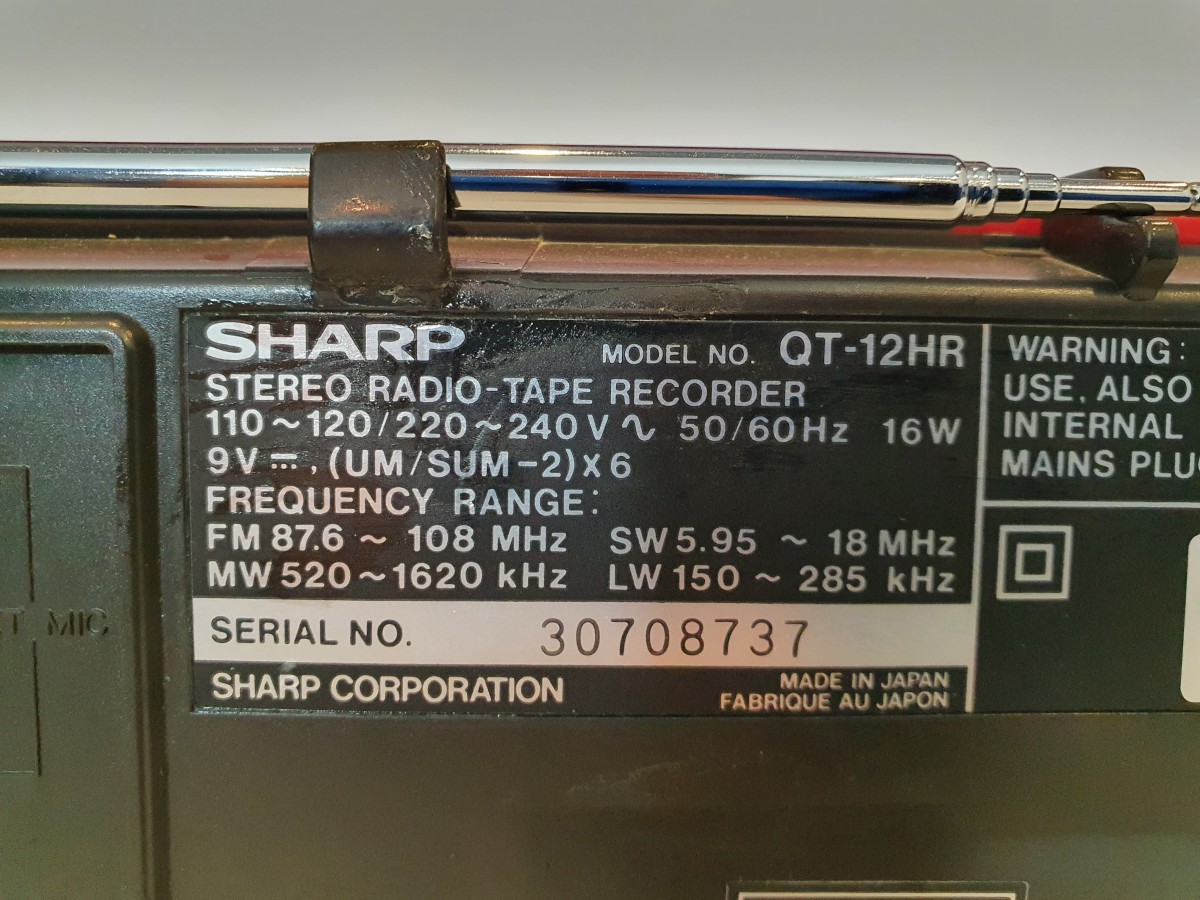 SHARP MODEL NO. QT-12HR
STEREO RADIO-TAPE RECORDER
110~120/220~240V∿ 50/60Hz 16W
9V⎓, (UM/SUM-2)x6
FREQUENCY RANGE:
FM 87.6 ~ 108 MHz SW 5.95 ~ 18 MHz
MW 520~1620 kHz LW 150 ~ 285 kHz
SERIAL NO. 30708737
SHARP CORPORATION
MADE IN JAPAN
FABRIQUE AU JAPON
WARNING:
USE, ALSO
INTERNAL
MAINS
MIC